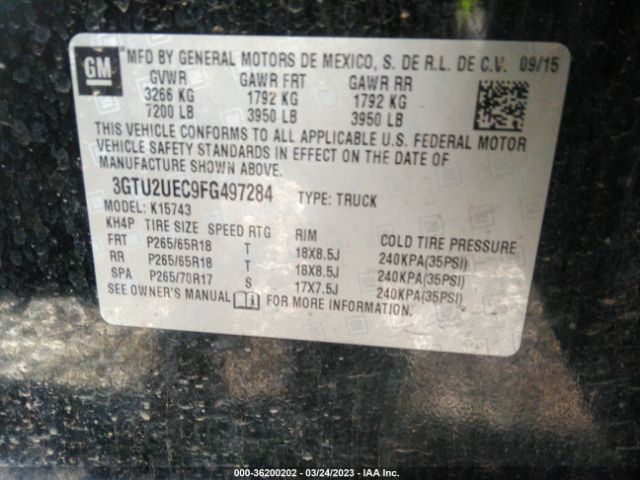 GM
MFD BY GENERAL MOTORS DE MEXICO, S. DE R.L. DE C.V. 09/15
GVWR GAWR FRT GAWR RR
3266 KG 1792 KG 1792 KG
7200 LB 3950 LB 3950 LB
THIS VEHICLE CONFORMS TO ALL APPLICABLE U.S. FEDERAL MOTOR
VEHICLE SAFETY STANDARDS IN EFFECT ON THE DATE OF
MANUFACTURE SHOWN ABOVE.
3GTU2UEC9FG497284 TYPE: TRUCK
MODEL: K15743
KH4P TIRE SIZE SPEED RTG RIM COLD TIRE PRESSURE
FRT P265/65R18 T 18X8.5J 240KPA(35PSI)
RR P265/65R18 T 18X8.5J 240KPA(35PSI)
SPA P265/70R17 S 17X7.5J 240KPA(35PSI)
SEE OWNER'S MANUAL FOR MORE INFORMATION.
000-36200202 - 03/24/2023 - IAA Inc.